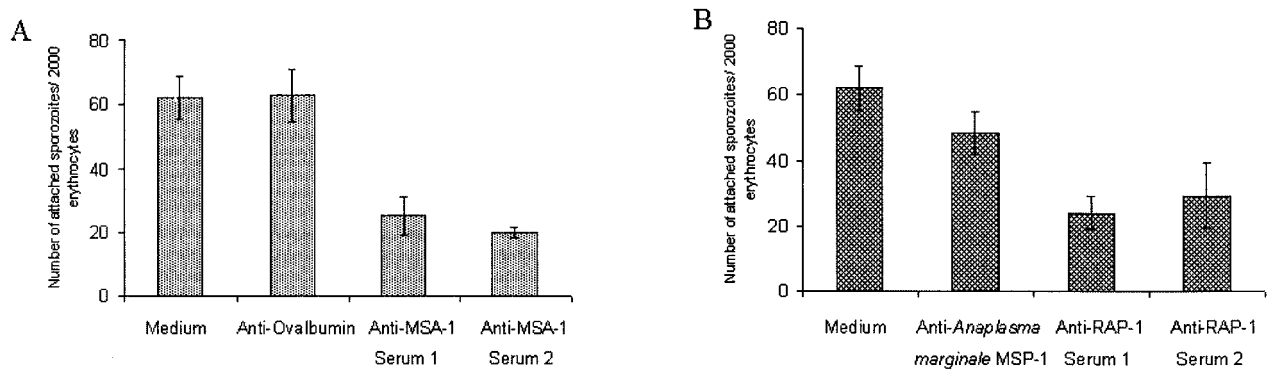 A
Number of attached sporozoites/ 2000
erythrocytes
80
60
40
20
0
Medium
Anti-Ovalbumin
Anti-MSA-1
Serum 1
Anti-MSA-1
Serum 2
B
Number of attached sporozoites/ 2000
erythrocytes
80
60
40
20
0
Medium
Anti-Anaplasma
marginale MSP-1
Anti-RAP-1
Serum 1
Anti-RAP-1
Serum 2